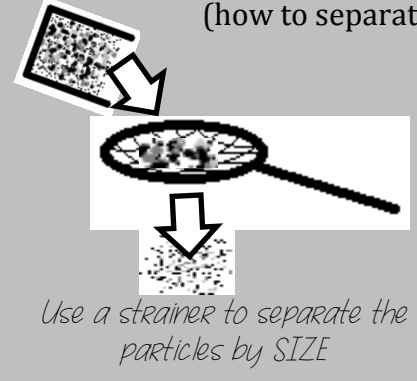 (how to separat
Use a strainer to separate the
particles by SIZE